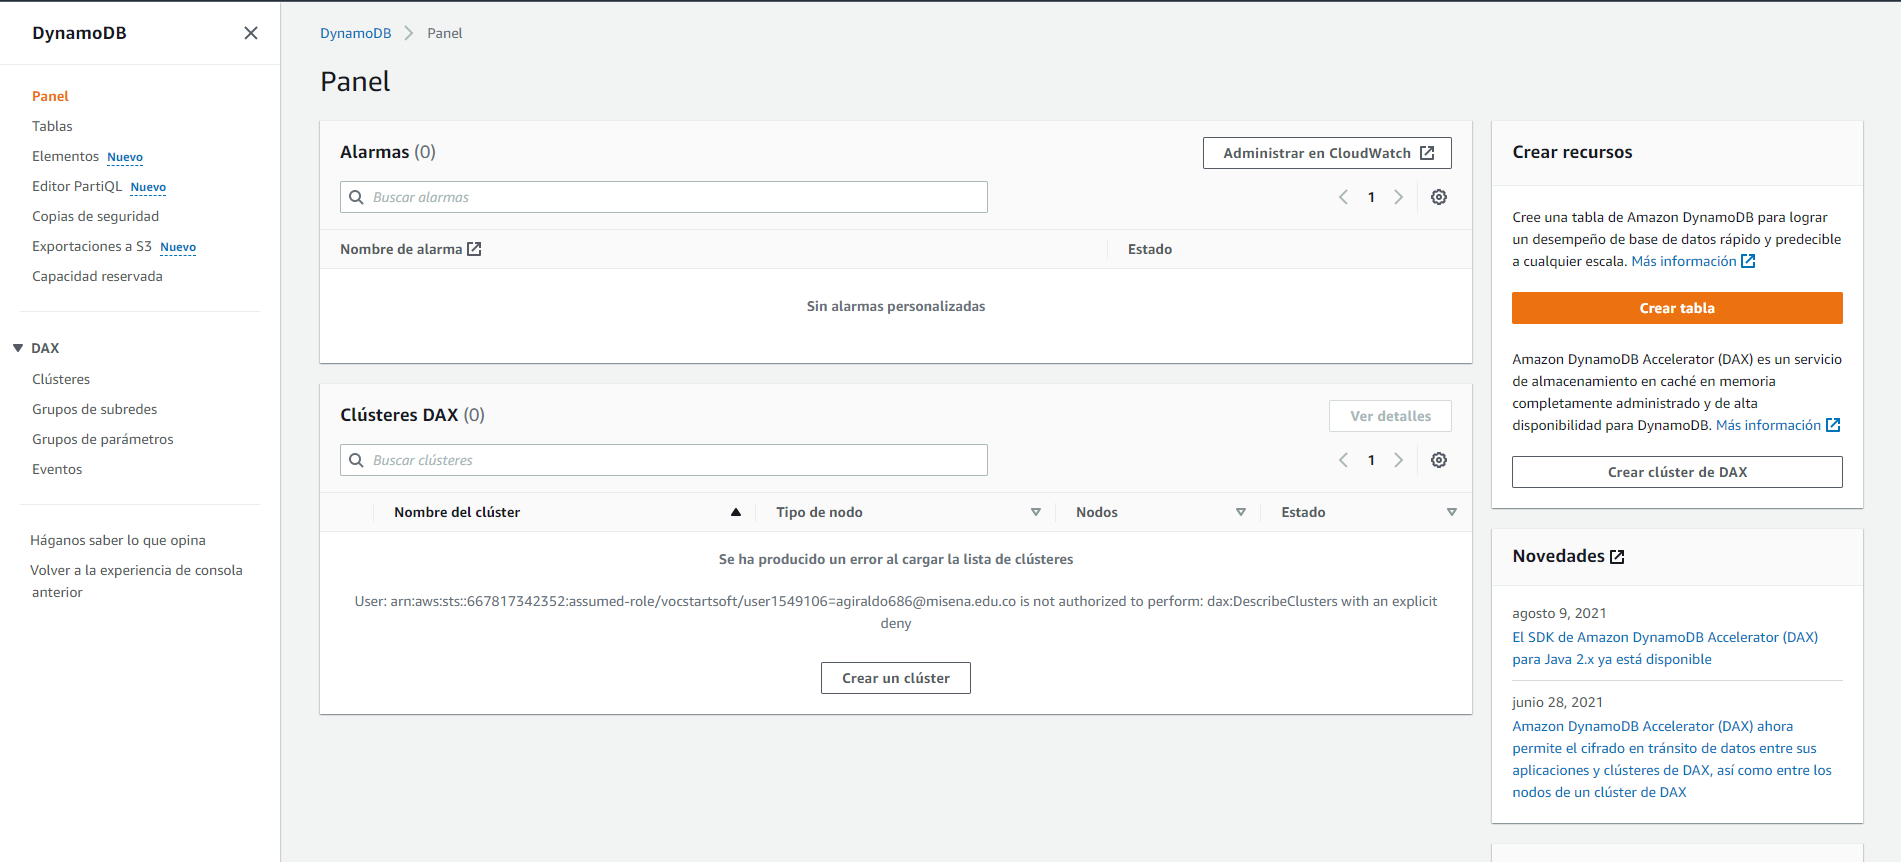 DynamoDB
Panel
Tablas
Elementos Nuevo
Editor PartiQL Nuevo
Copias de seguridad
Exportaciones a S3 Nuevo
Capacidad reservada
DAX
Clústeres
Grupos de subredes
Grupos de parámetros
Eventos
Háganos saber lo que opina
Volver a la experiencia de consola
anterior
DynamoDB Panel
Panel
Alarmas (0)
Administrar en CloudWatch
Buscar alarmas
1
Nombre de alarma
Estado
Sin alarmas personalizadas
Clústeres DAX (0)
Ver detalles
Buscar clústeres
1
Nombre del clúster
Tipo de nodo
Nodos
Estado
Se ha producido un error al cargar la lista de clústeres
User: arn:aws:sts::667817342352:assumed-role/vocstartsoft/user1549106=agiraldo686@misena.edu.co is not authorized to perform: dax:DescribeClusters with an explicit
deny
Crear un clúster
Crear recursos
Cree una tabla de Amazon DynamoDB para lograr
un desempeño de base de datos rápido y predecible
a cualquier escala. Más información
Crear tabla
Amazon DynamoDB Accelerator (DAX) es un servicio
de almacenamiento en caché en memoria
completamente administrado y de alta
disponibilidad para DynamoDB. Más información
Crear clúster de DAX
Novedades
agosto 9, 2021
El SDK de Amazon DynamoDB Accelerator (DAX)
para Java 2.x ya está disponible
junio 28, 2021
Amazon DynamoDB Accelerator (DAX) ahora
permite el cifrado en tránsito de datos entre sus
aplicaciones y clústeres de DAX, así como entre los
nodos de un clúster de DAX